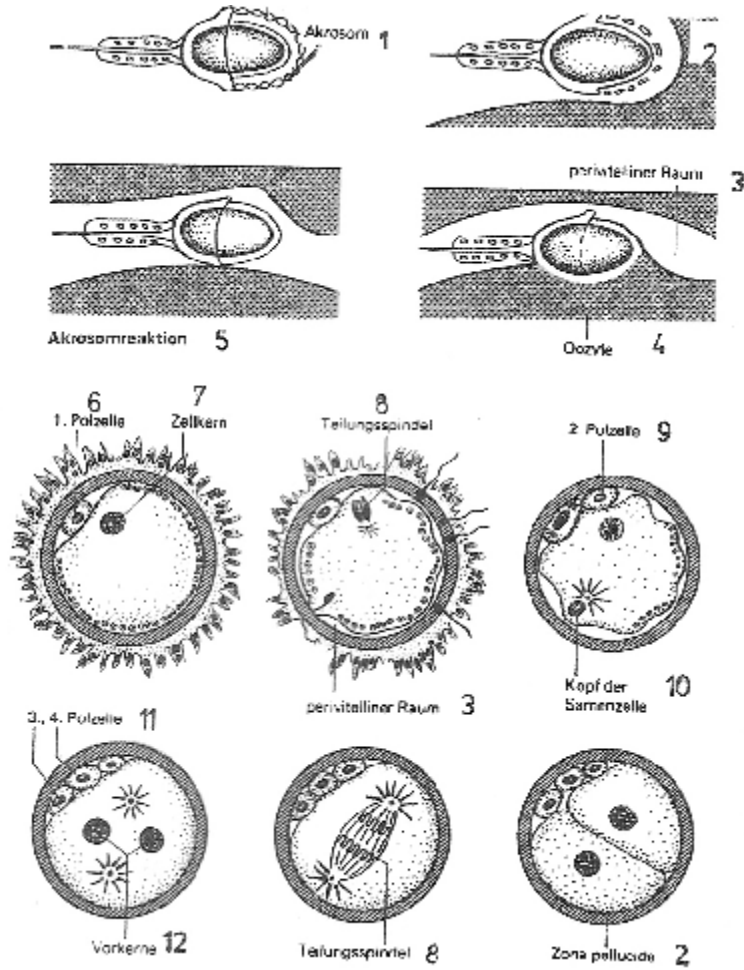 Akrosom 1
2
perivitelliner Raum 3
Akrosomreaktion 5
Oozyte 4
6 7 8
1. Polzelle Zellkern Teilungsspindel
2. Polzelle 9
perivitelliner Raum 3
Kopf der 10
Samenzelle
3., 4. Polzelle 11
Vorkerne 12
Teilungsspindel 8
Zona pellucida 2